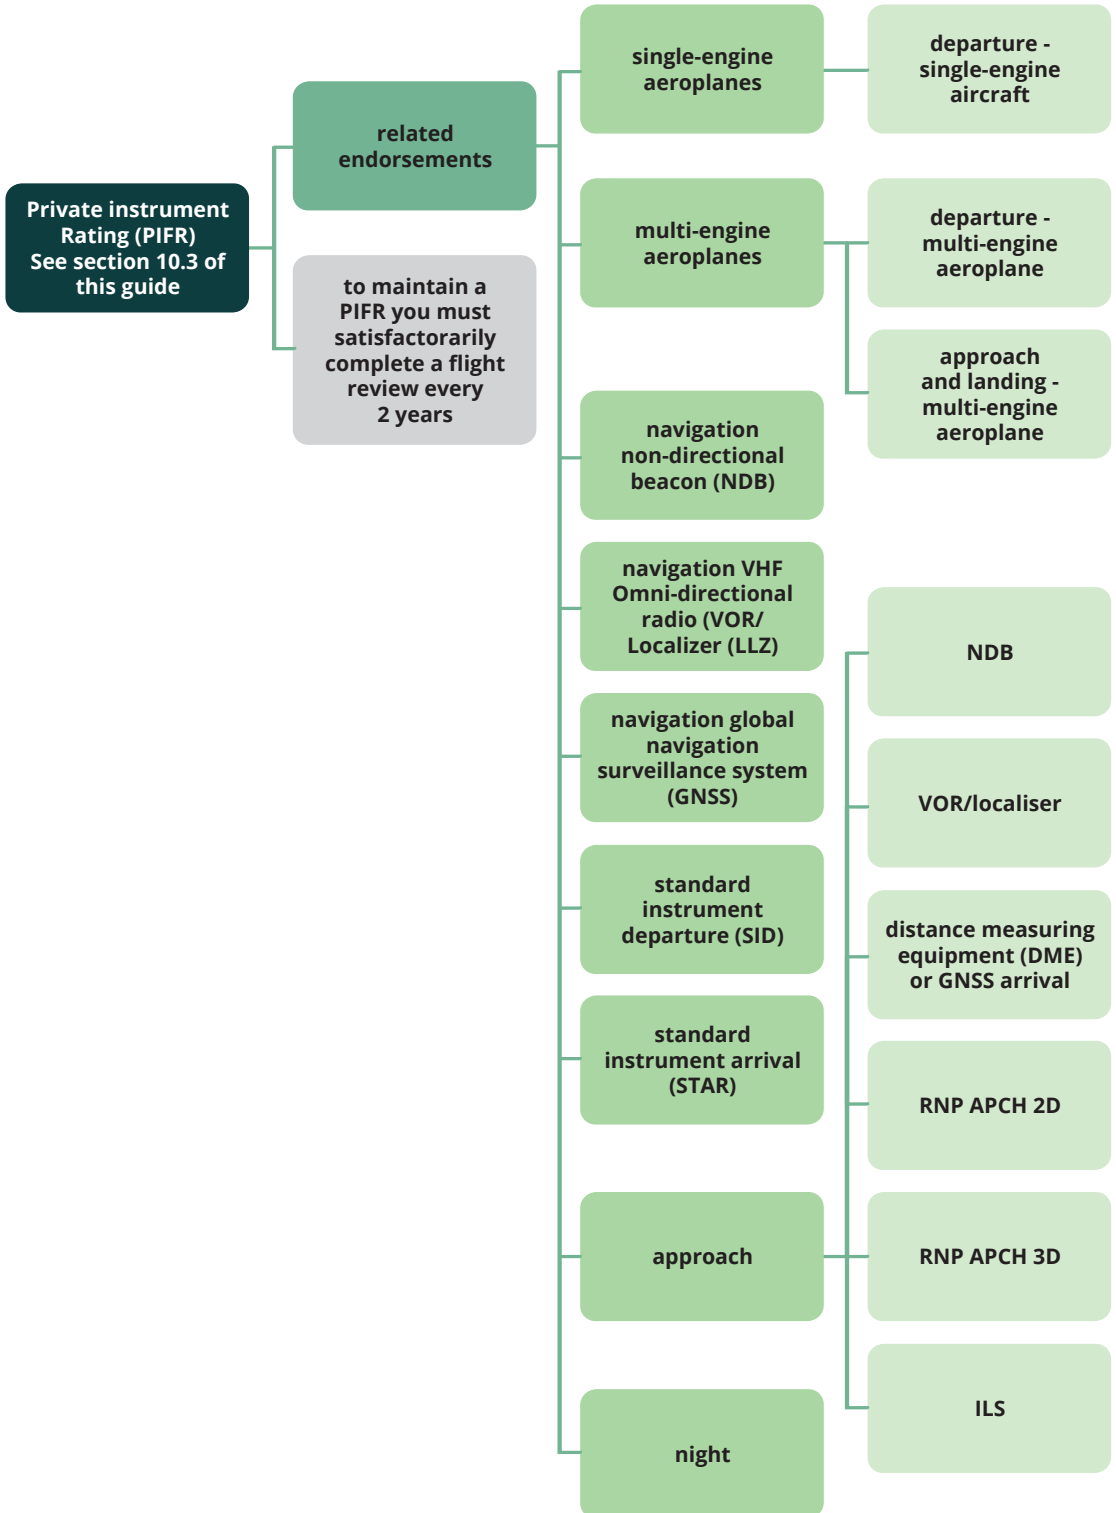 Private instrument
Rating (PIFR)
See section 10.3 of
this guide
related
endorsements
to maintain a
PIFR you must
satisfactorarily
complete a flight
review every
2 years
single-engine
aeroplanes
departure -
single-engine
aircraft
multi-engine
aeroplanes
departure -
multi-engine
aeroplane
approach
and landing -
multi-engine
aeroplane
navigation
non-directional
beacon (NDB)
navigation VHF
Omni-directional
radio (VOR/
Localizer (LLZ)
navigation global
navigation
surveillance system
(GNSS)
standard
instrument
departure (SID)
standard
instrument arrival
(STAR)
approach
NDB
VOR/localiser
distance measuring
equipment (DME)
or GNSS arrival
RNP APCH 2D
RNP APCH 3D
ILS
night